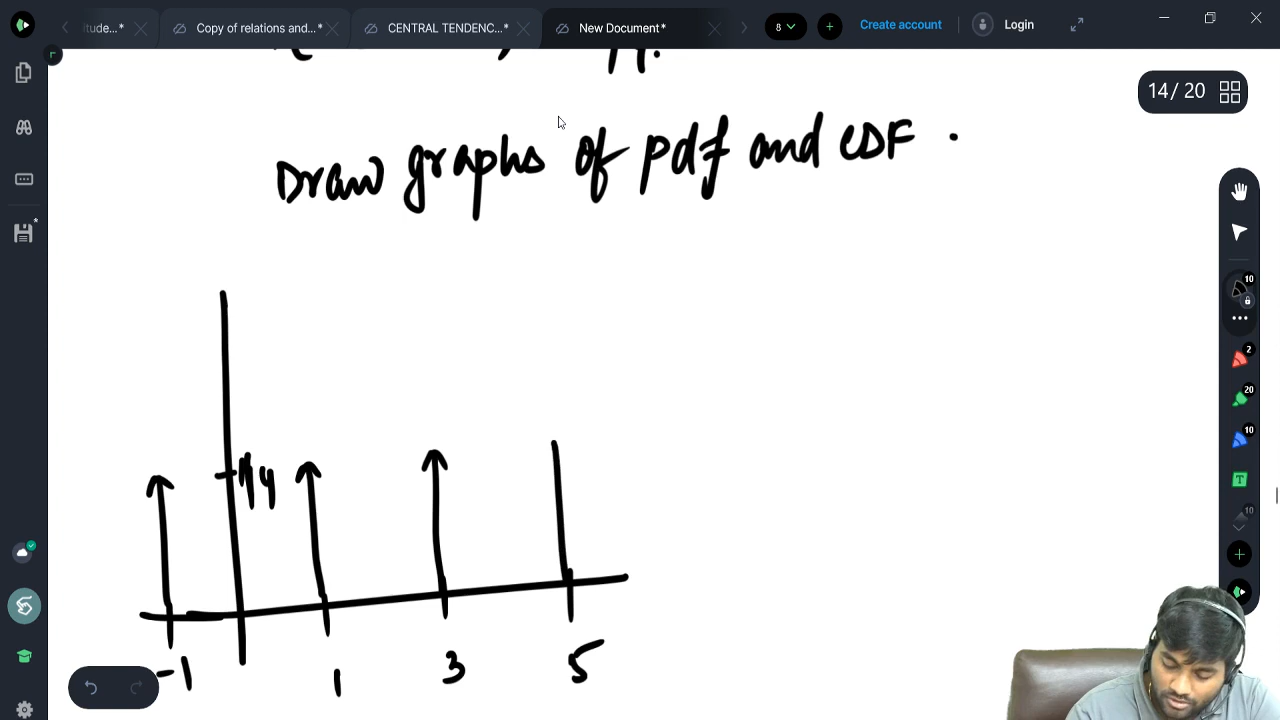 itude...*
Copy of relations and...*
CENTRAL TENDENC...*
New Document*
8
Create account
Login
14/ 20
Draw graphs of pdf and CDF .
1/4
-1 1 3 5
10
2
20
10
T
10